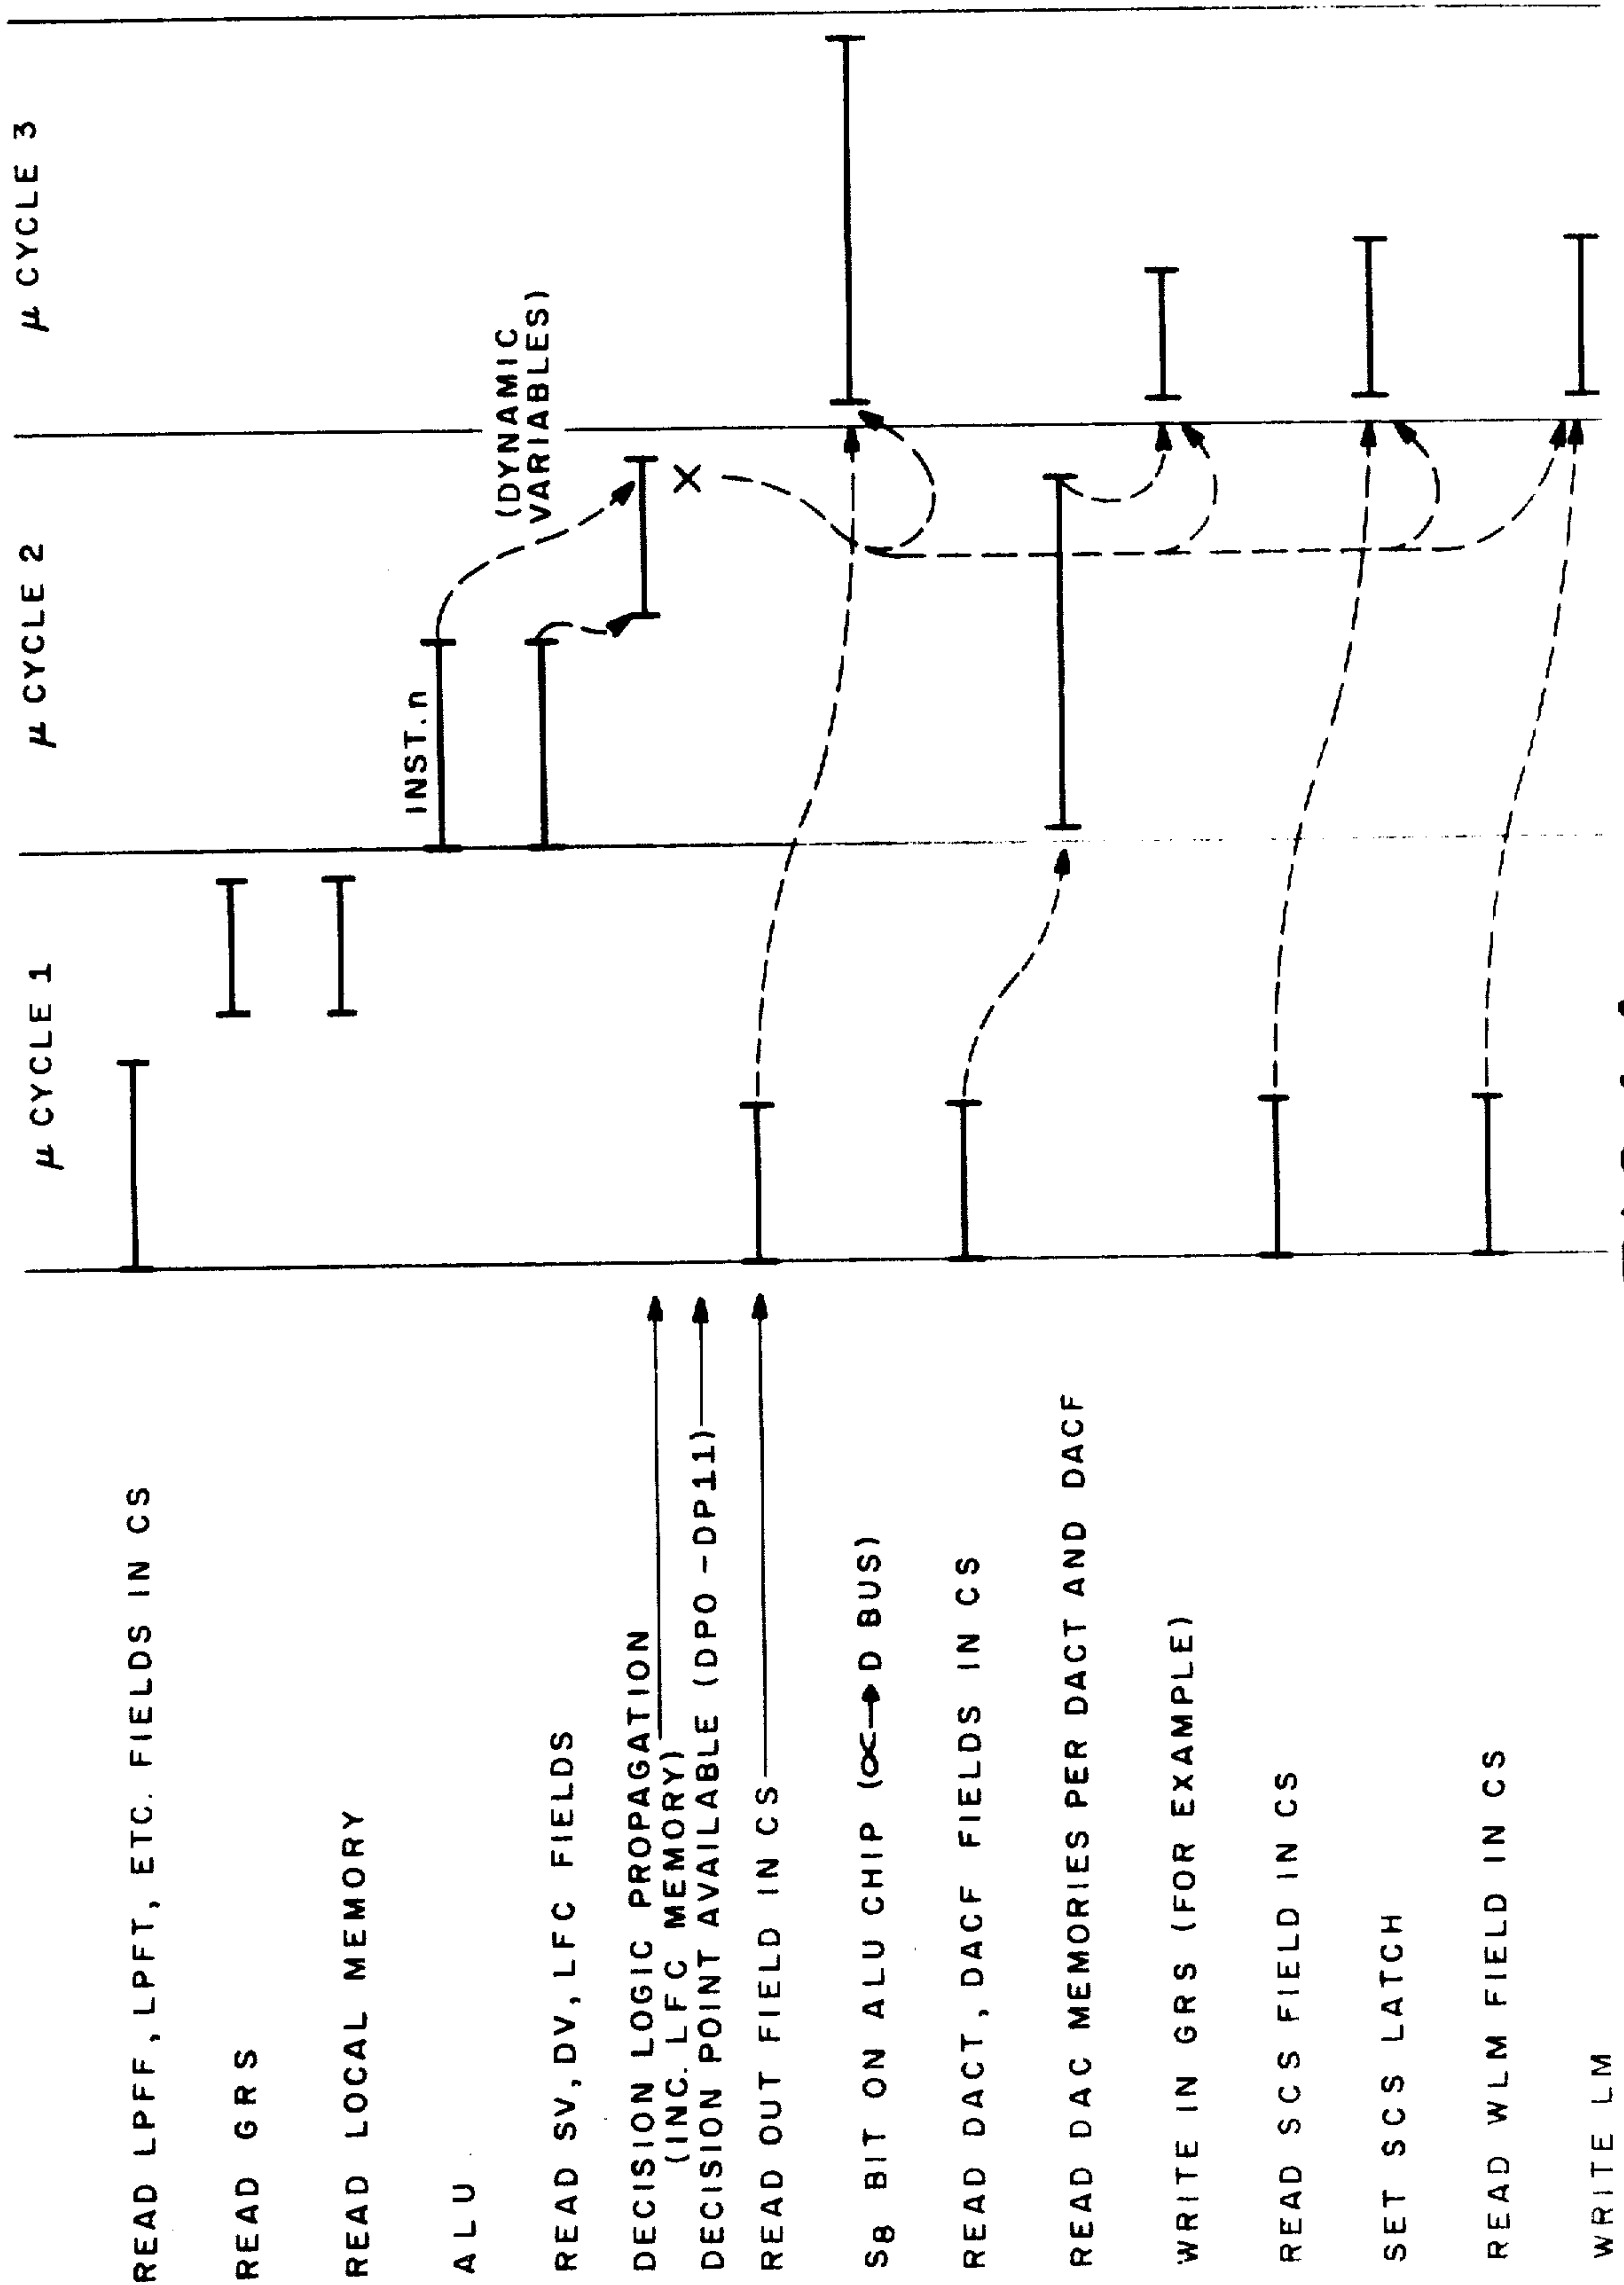 μ CYCLE 1
μ CYCLE 2
μ CYCLE 3
READ LPFF, LPFT, ETC. FIELDS IN CS
READ GRS
READ LOCAL MEMORY
ALU
INST.n
READ SV, DV, LFC FIELDS
(DYNAMIC
VARIABLES)
DECISION LOGIC PROPAGATION
(INC. LFC MEMORY)
DECISION POINT AVAILABLE (DPO-DP11)
X
READ OUT FIELD IN CS
S8 BIT ON ALU CHIP (∝→D BUS)
READ DACT, DACF FIELDS IN CS
READ DAC MEMORIES PER DACT AND DACF
WRITE IN GRS (FOR EXAMPLE)
READ SCS FIELD IN CS
SET SCS LATCH
READ WLM FIELD IN CS
WRITE LM